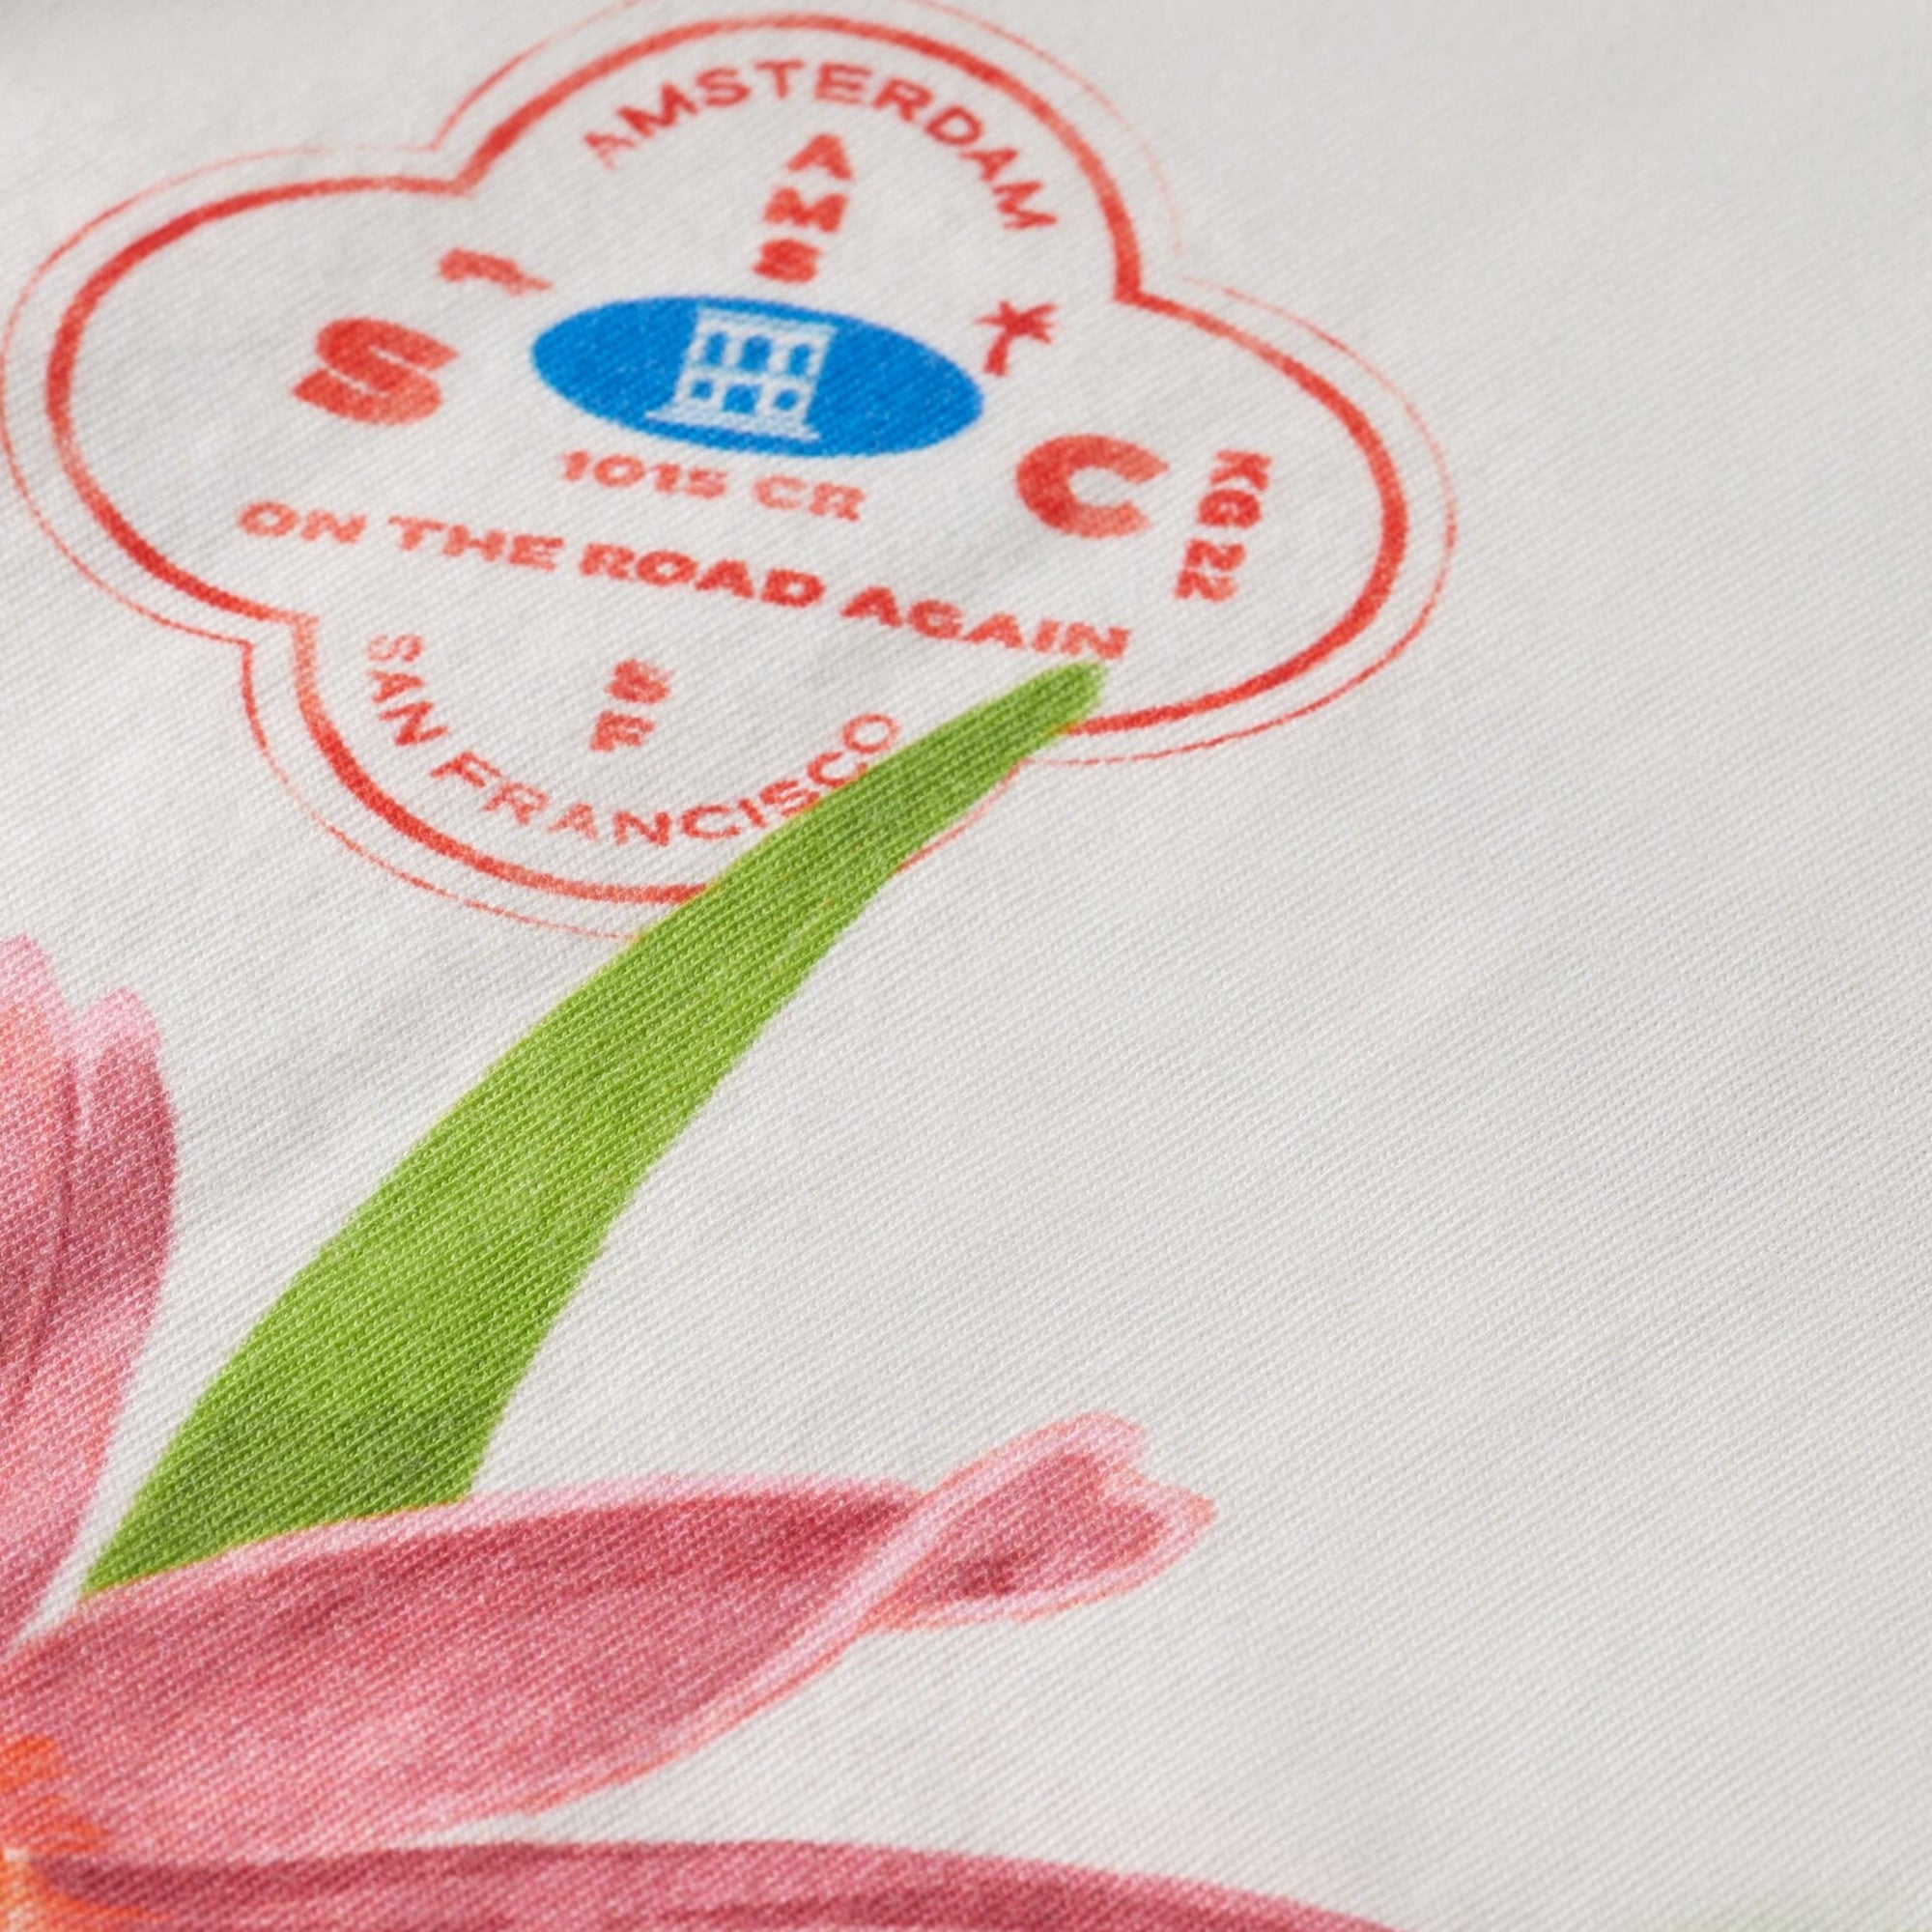 AMSTERDAM
AMS
S
C
KG 22
1015 CR
ON THE ROAD AGAIN
SF
SAN FRANCISCO